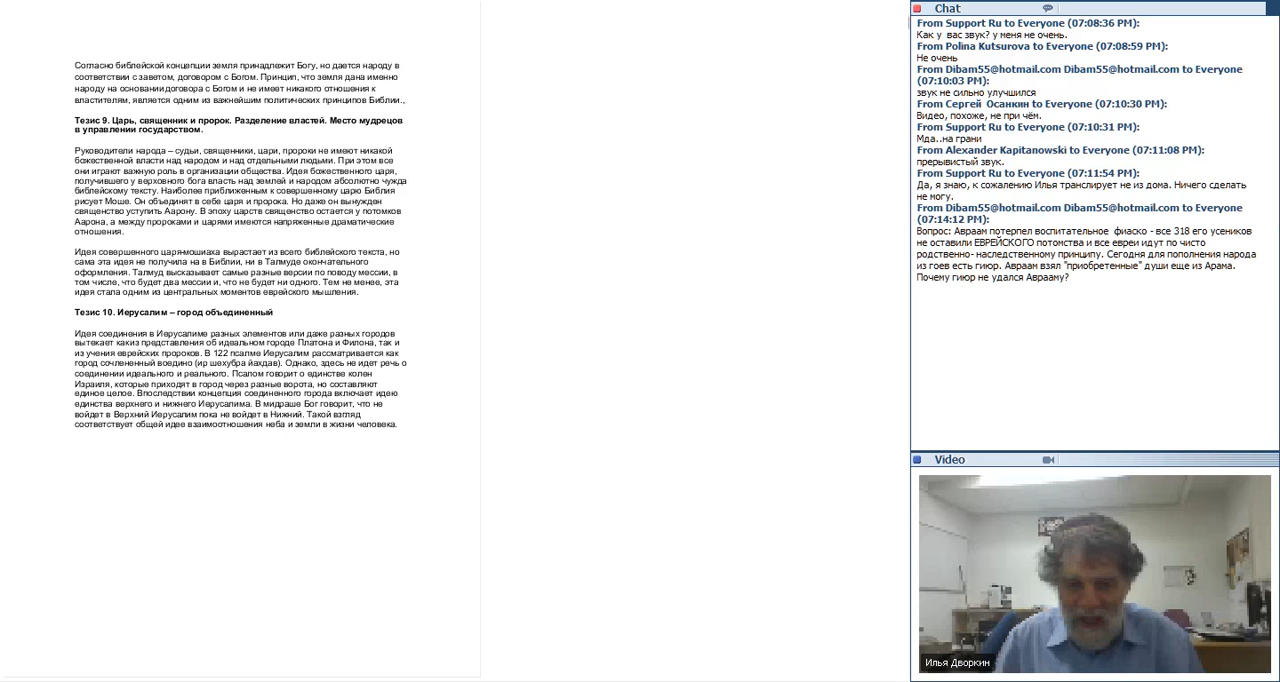 Согласно библейской концепции земля принадлежит Богу, но дается народу в
соответствии с заветом, договором с Богом. Принцип, что земля дана именно
народу на основании договора с Богом и не имеет никакого отношения к
властителям, является одним из важнейшим политических принципов Библии.,
Тезис 9. Царь, священник и пророк. Разделение властей. Место мудрецов
в управлении государством.
Руководители народа – судьи, священники, цари, пророки не имеют никакой
божественной власти над народом и над отдельными людьми. При этом все
они играют важную роль в организации общества. Идея божественного царя,
получившего у верховного бога власть над землей и народом абсолютно чужда
библейскому тексту. Наиболее приближенным к совершенному царю Библия
рисует Моше. Он объединят в себе царя и пророка. Но даже он вынужден
священство уступить Аарону. В эпоху царств священство остается у потомков
Аарона, а между пророками и царями имеются напряженные драматические
отношения.
Идея совершенного царя-мошиаха вырастает из всего библейского текста, но
сама эта идея не получила на в Библии, ни в Талмуде окончательного
оформления. Талмуд высказывает самые разные версии по поводу мессии, в
том числе, что будет два мессии и, что не будет ни одного. Тем не менее, эта
идея стала одним из центральных моментов еврейского мышления.
Тезис 10. Иерусалим – город объединенный
Идея соединения в Иерусалиме разных элементов или даже разных городов
вытекает какиз представления об идеальном городе Платона и Филона, так и
из учения еврейских пророков. В 122 псалме Иерусалим рассматривается как
город сочлененный воедино (ир шехубра йахдав). Однако, здесь не идет речь о
соединении идеального и реального. Псалом говорит о единстве колен
Израиля, которые приходят в город через разные ворота, но составляют
единое целое. Впоследствии концепция соединенного города включает идею
единства верхнего и нижнего Иерусалима. В мидраше Бог говорит, что не
войдет в Верхний Иерусалим пока не войдет в Нижний. Такой взгляд
соответствует общей идее взаимоотношения неба и земли в жизни человека.
Chat
From Support Ru to Everyone (07:08:36 PM):
Как у вас звук? у меня не очень.
From Polina Kutsurova to Everyone (07:08:59 PM):
Не очень
From Dibam55@hotmail.com Dibam55@hotmail.com to Everyone
(07:10:03 PM):
звук не сильно улучшился
From Сергей Осанкин to Everyone (07:10:30 PM):
Видео, похоже, не при чём.
From Support Ru to Everyone (07:10:31 PM):
Мда..на грани
From Alexander Kapitanowski to Everyone (07:11:08 PM):
прерывистый звук.
From Support Ru to Everyone (07:11:54 PM):
Да, я знаю, к сожалению Илья транслирует не из дома. Ничего сделать
не могу.
From Dibam55@hotmail.com Dibam55@hotmail.com to Everyone
(07:14:12 PM):
Вопрос: Авраам потерпел воспитательное фиаско - все 318 его усеников
не оставили ЕВРЕЙСКОГО потомства и все евреи идут по чисто
родственно- наследственному принципу. Сегодня для пополнения народа
из гоев есть гиюр. Авраам взял "приобретенные" души еще из Арама.
Почему гиюр не удался Аврааму?
Video
Илья Дворкин